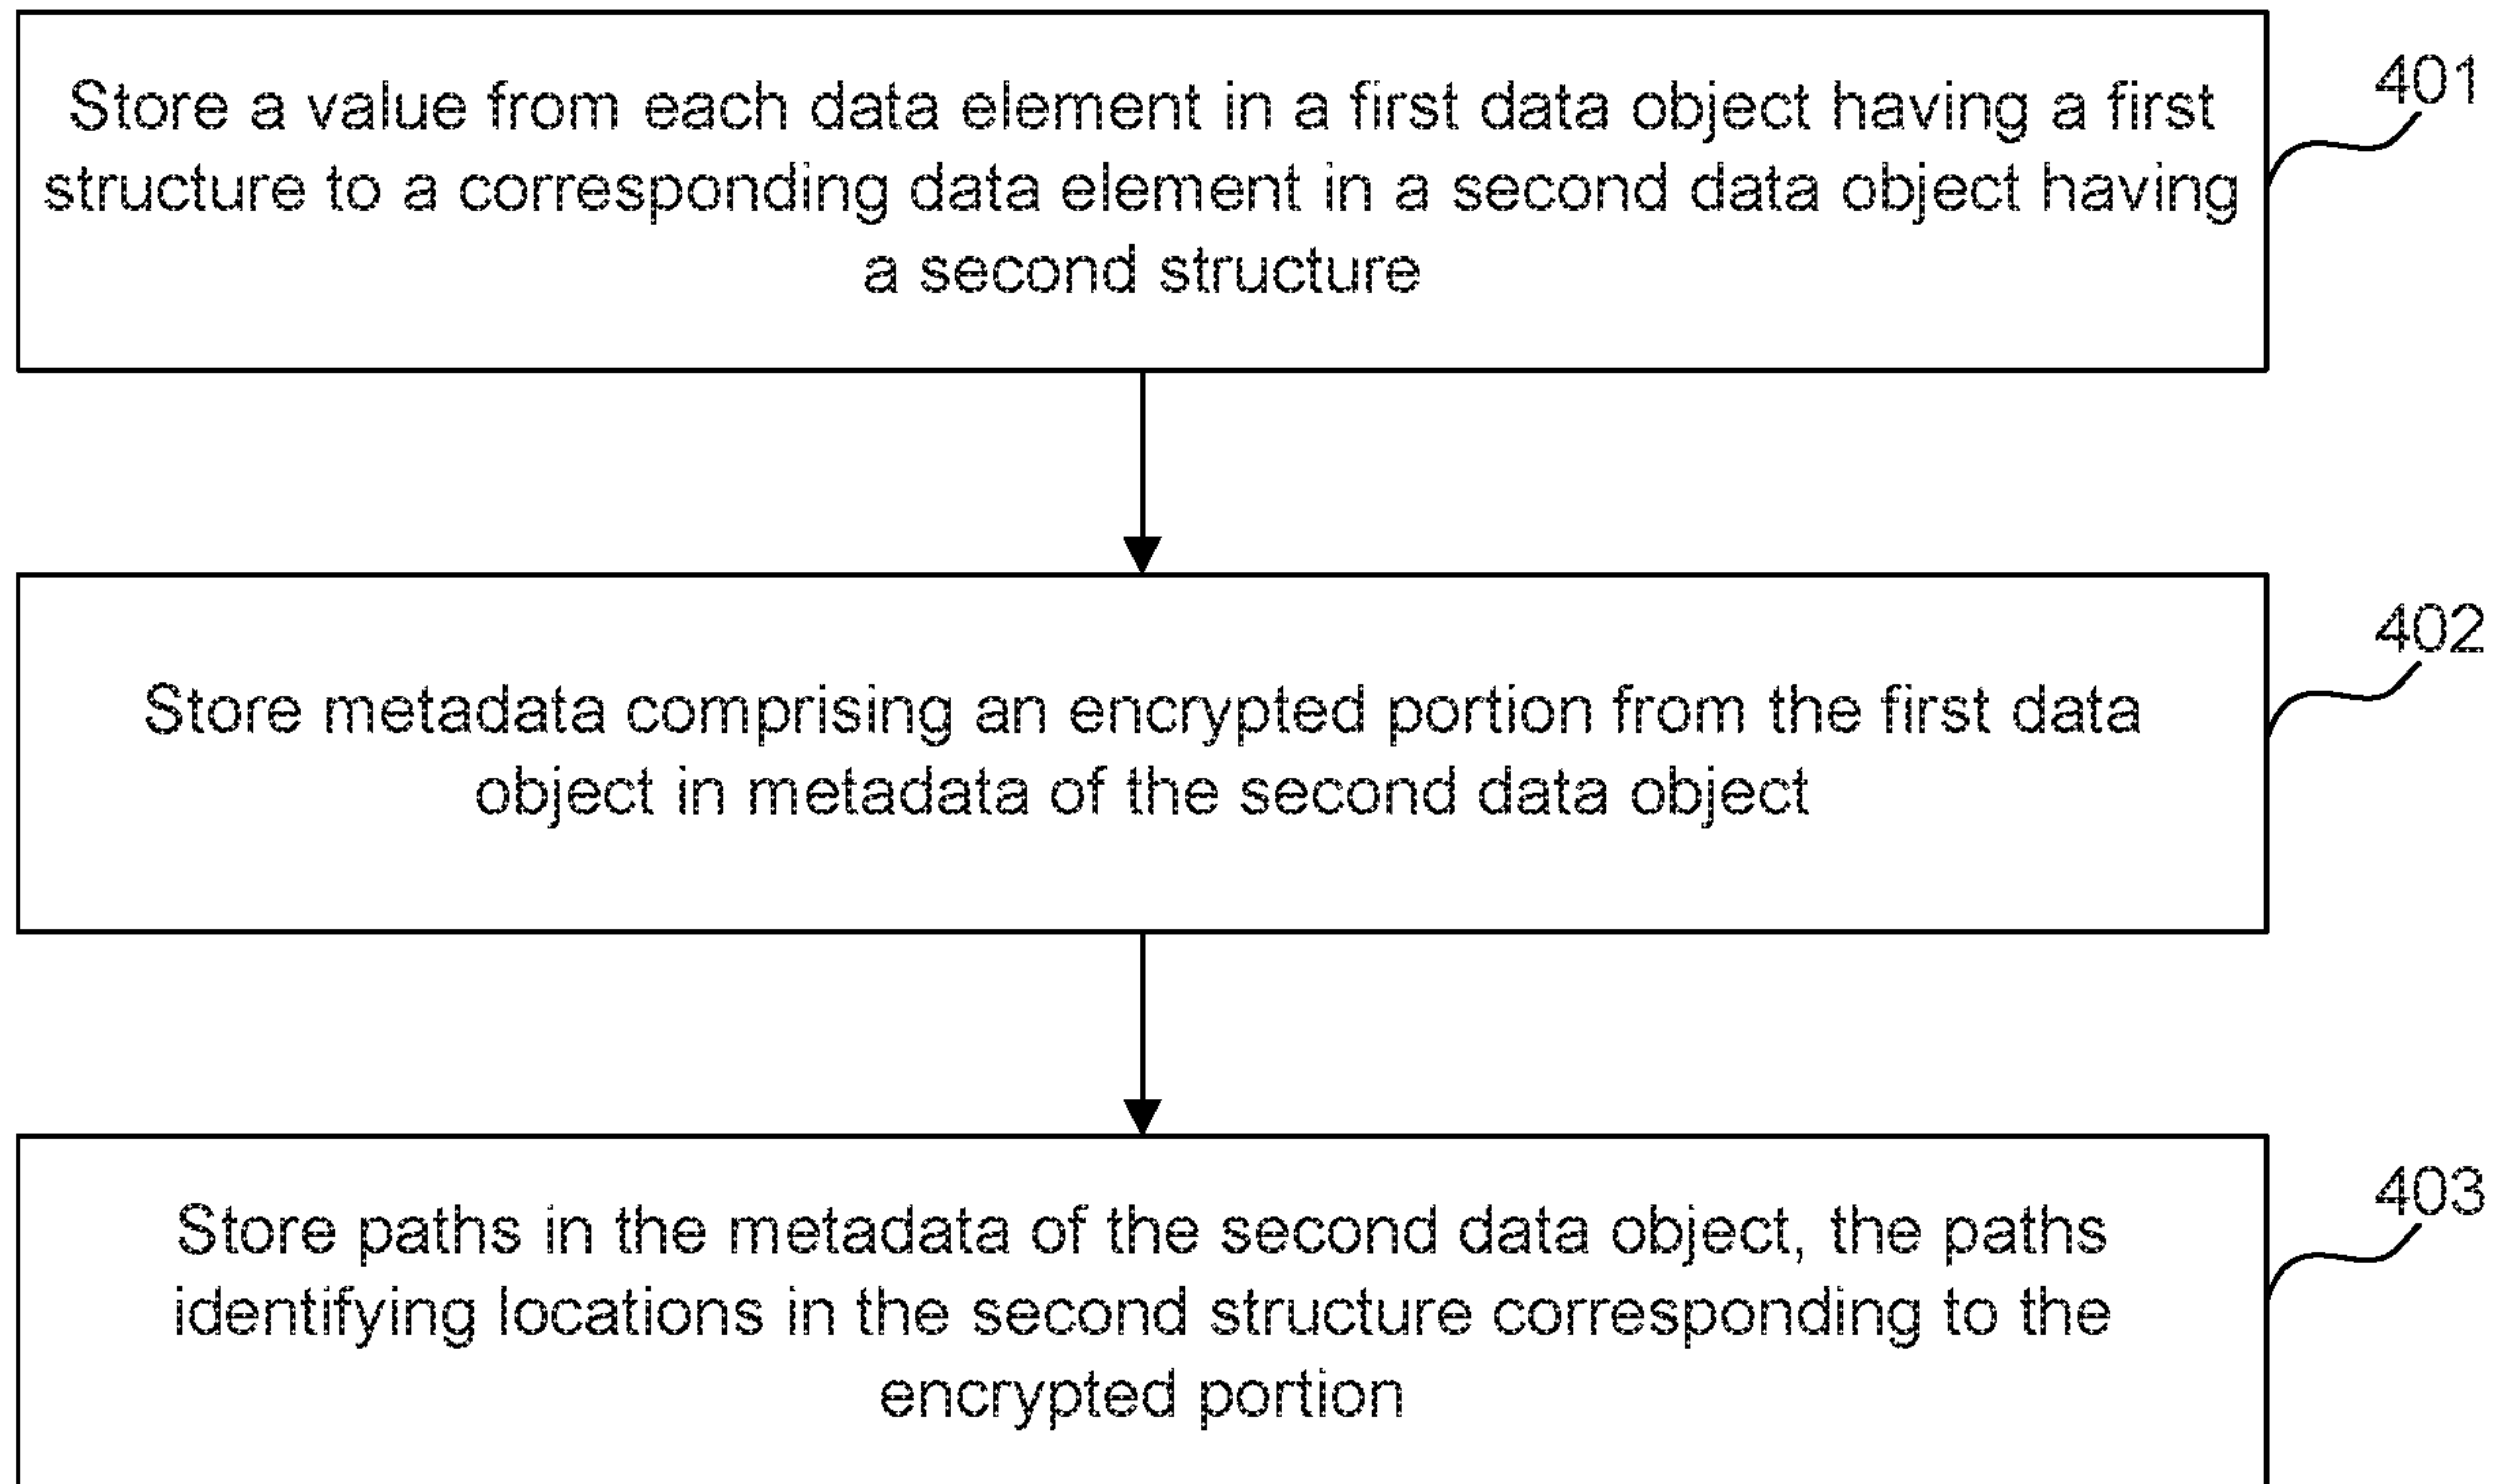 Store a value from each data element in a first data object having a first
structure to a corresponding data element in a second data object having
a second structure
401
Store metadata comprising an encrypted portion from the first data
object in metadata of the second data object
402
Store paths in the metadata of the second data object, the paths
identifying locations in the second structure corresponding to the
encrypted portion
403